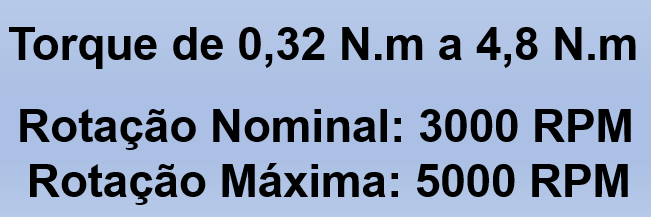 Torque de 0,32 N.m a 4,8 N.m
Rotação Nominal: 3000 RPM
Rotação Máxima: 5000 RPM